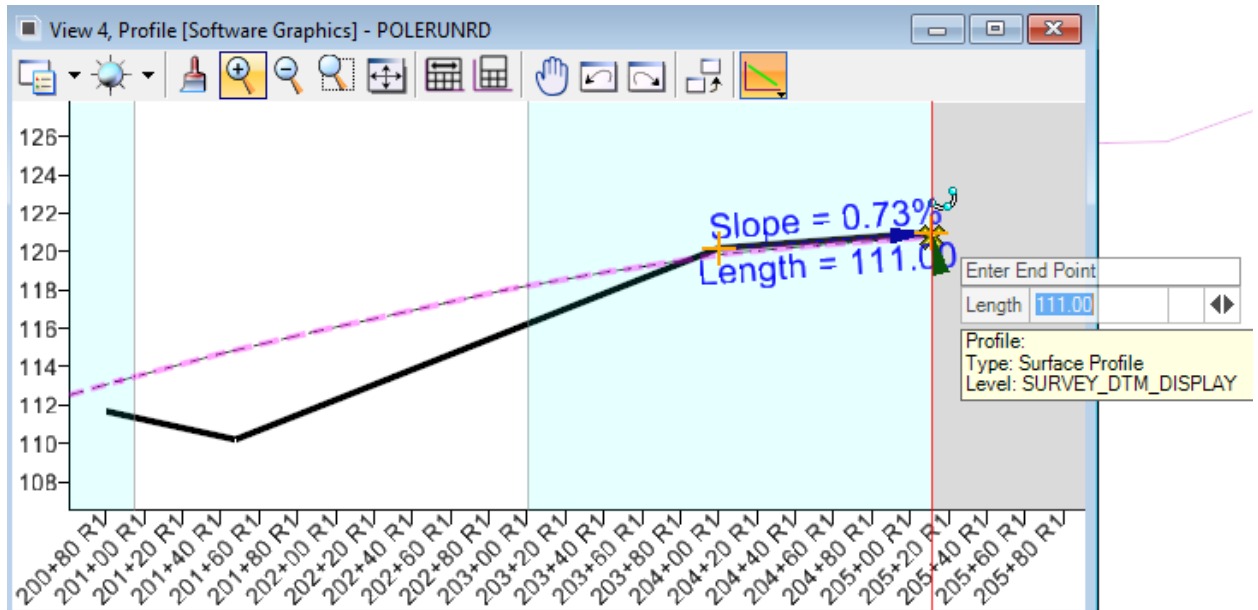 View 4, Profile [Software Graphics] - POLERUNRD
126
124
122
120
118
116
114
112
110
108
Slope = 0.73%
Length = 111.00
Enter End Point
Length 111.00
Profile:
Type: Surface Profile
Level: SURVEY_DTM_DISPLAY
200+80 R1
201+00 R1
201+20 R1
201+40 R1
201+60 R1
201+80 R1
202+00 R1
202+20 R1
202+40 R1
202+60 R1
202+80 R1
203+00 R1
203+20 R1
203+40 R1
203+60 R1
203+80 R1
204+00 R1
204+20 R1
204+40 R1
204+60 R1
204+80 R1
205+00 R1
205+20 R1
205+40 R1
205+60 R1
205+80 R1